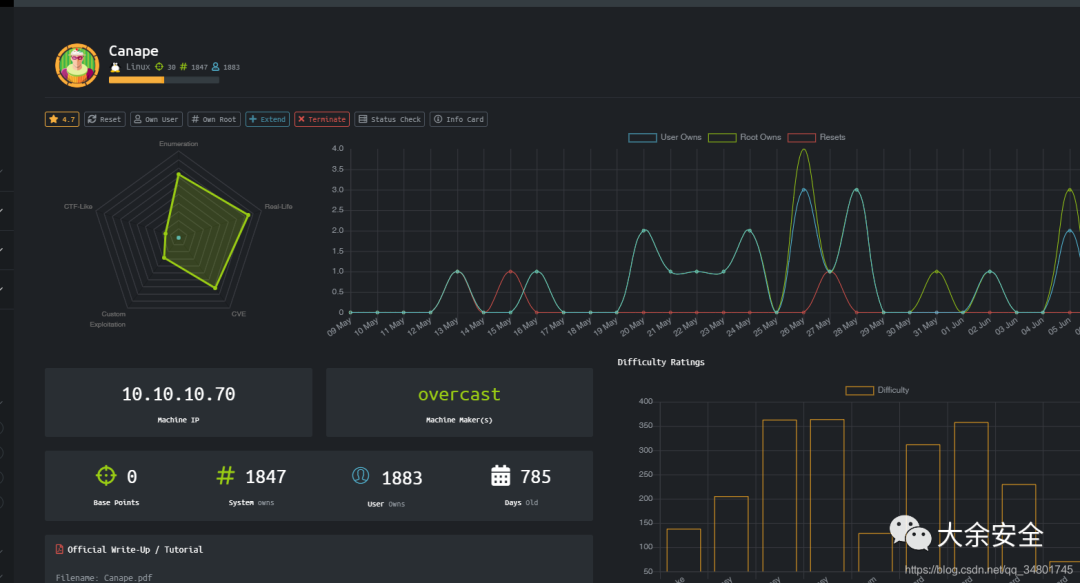 Canape
Linux 30 # 1847 1883
4.7 Reset Own User # Own Root + Extend × Terminate Status Check Info Card
User Owns Root Owns Resets
Enumeration
CTF-Like
Real-Life
Custom
Exploitation
CVE
4.0
3.5
3.0
2.5
2.0
1.5
1.0
0.5
0
09 May 10 May 11 May 12 May 13 May 14 May 15 May 16 May 17 May 18 May 19 May 20 May 21 May 22 May 23 May 24 May 25 May 26 May 27 May 28 May 29 May 30 May 31 May 01 Jun 02 Jun 03 Jun 04 Jun 05 Jun
10.10.10.70
Machine IP
overcast
Machine Maker(s)
0
Base Points
# 1847
System owns
1883
User Owns
785
Days Old
Official Write-Up / Tutorial
Filename: Canape.pdf
Difficulty Ratings
Difficulty
400
350
300
250
200
150
100
50
大余安全
https://blog.csdn.net/qq_34801745